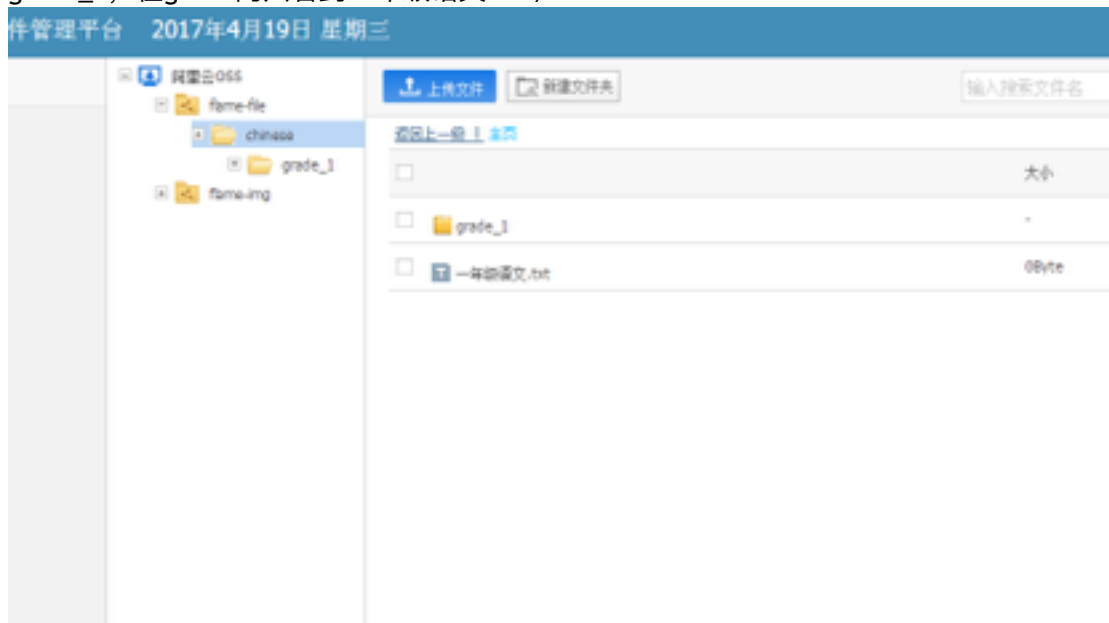 件管理平台 2017年4月19日 星期三
阿里云OSS
fame-file
chinese
grade_1
fame-img
上传文件 新建文件夹 输入搜索文件名
返回上一级 | 主页
大小
grade_1 -
一年级语文.txt 0Byte